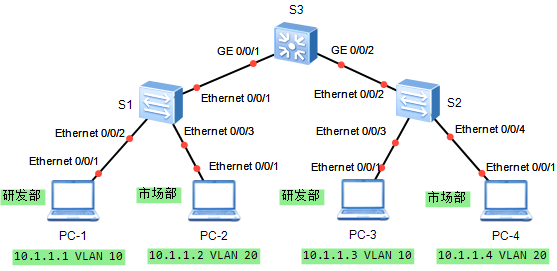 S3
GE 0/0/1 GE 0/0/2
S1 Ethernet 0/0/1 Ethernet 0/0/2 S2
Ethernet 0/0/2 Ethernet 0/0/3 Ethernet 0/0/3 Ethernet 0/0/4
Ethernet 0/0/1 Ethernet 0/0/1 Ethernet 0/0/1 Ethernet 0/0/1
研发部 市场部 研发部 市场部
PC-1 PC-2 PC-3 PC-4
10.1.1.1 VLAN 10 10.1.1.2 VLAN 20 10.1.1.3 VLAN 10 10.1.1.4 VLAN 20